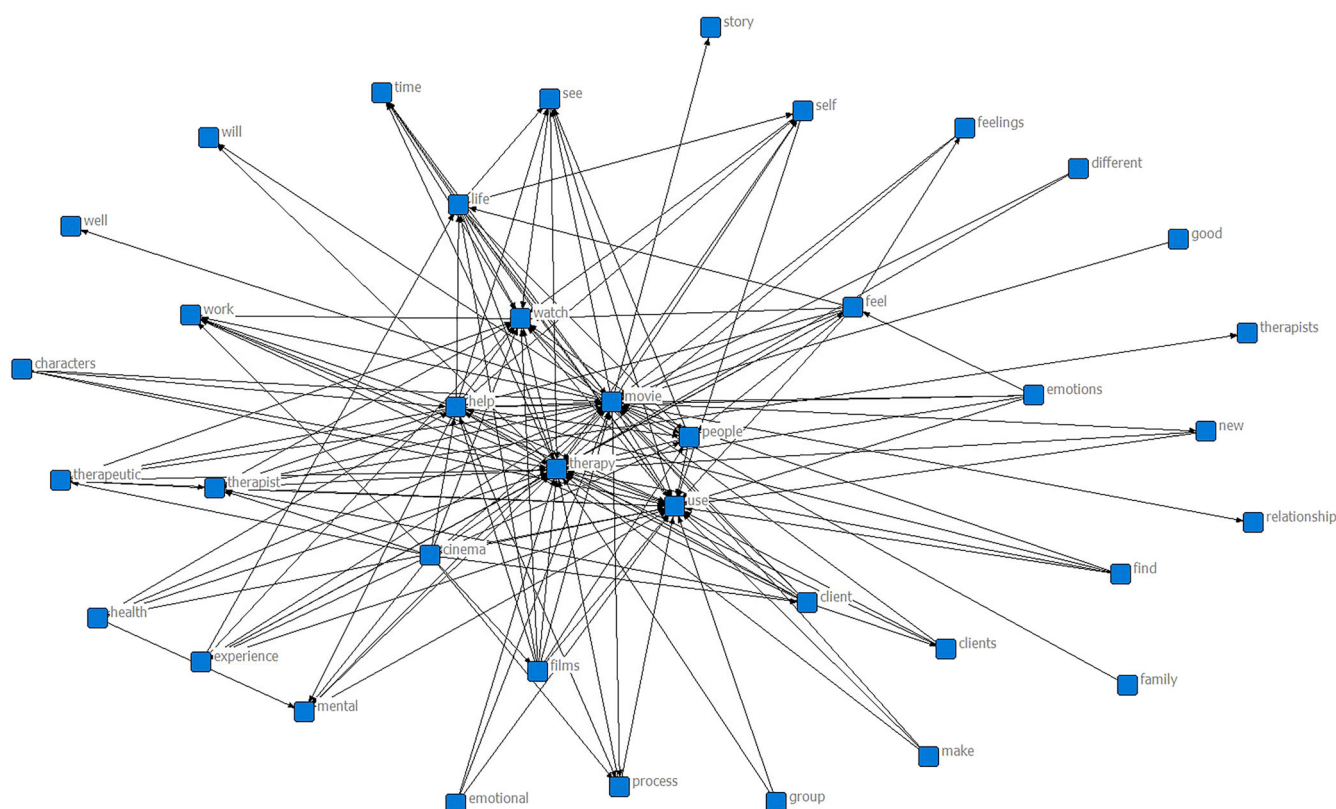 story
time
see
self
feelings
will
different
life
well
good
work
watch
feel
therapists
characters
help
movie
emotions
people
new
therapeutic
therapist
therapy
use
relationship
cinema
find
health
client
experience
films
clients
mental
family
make
emotional
process
group